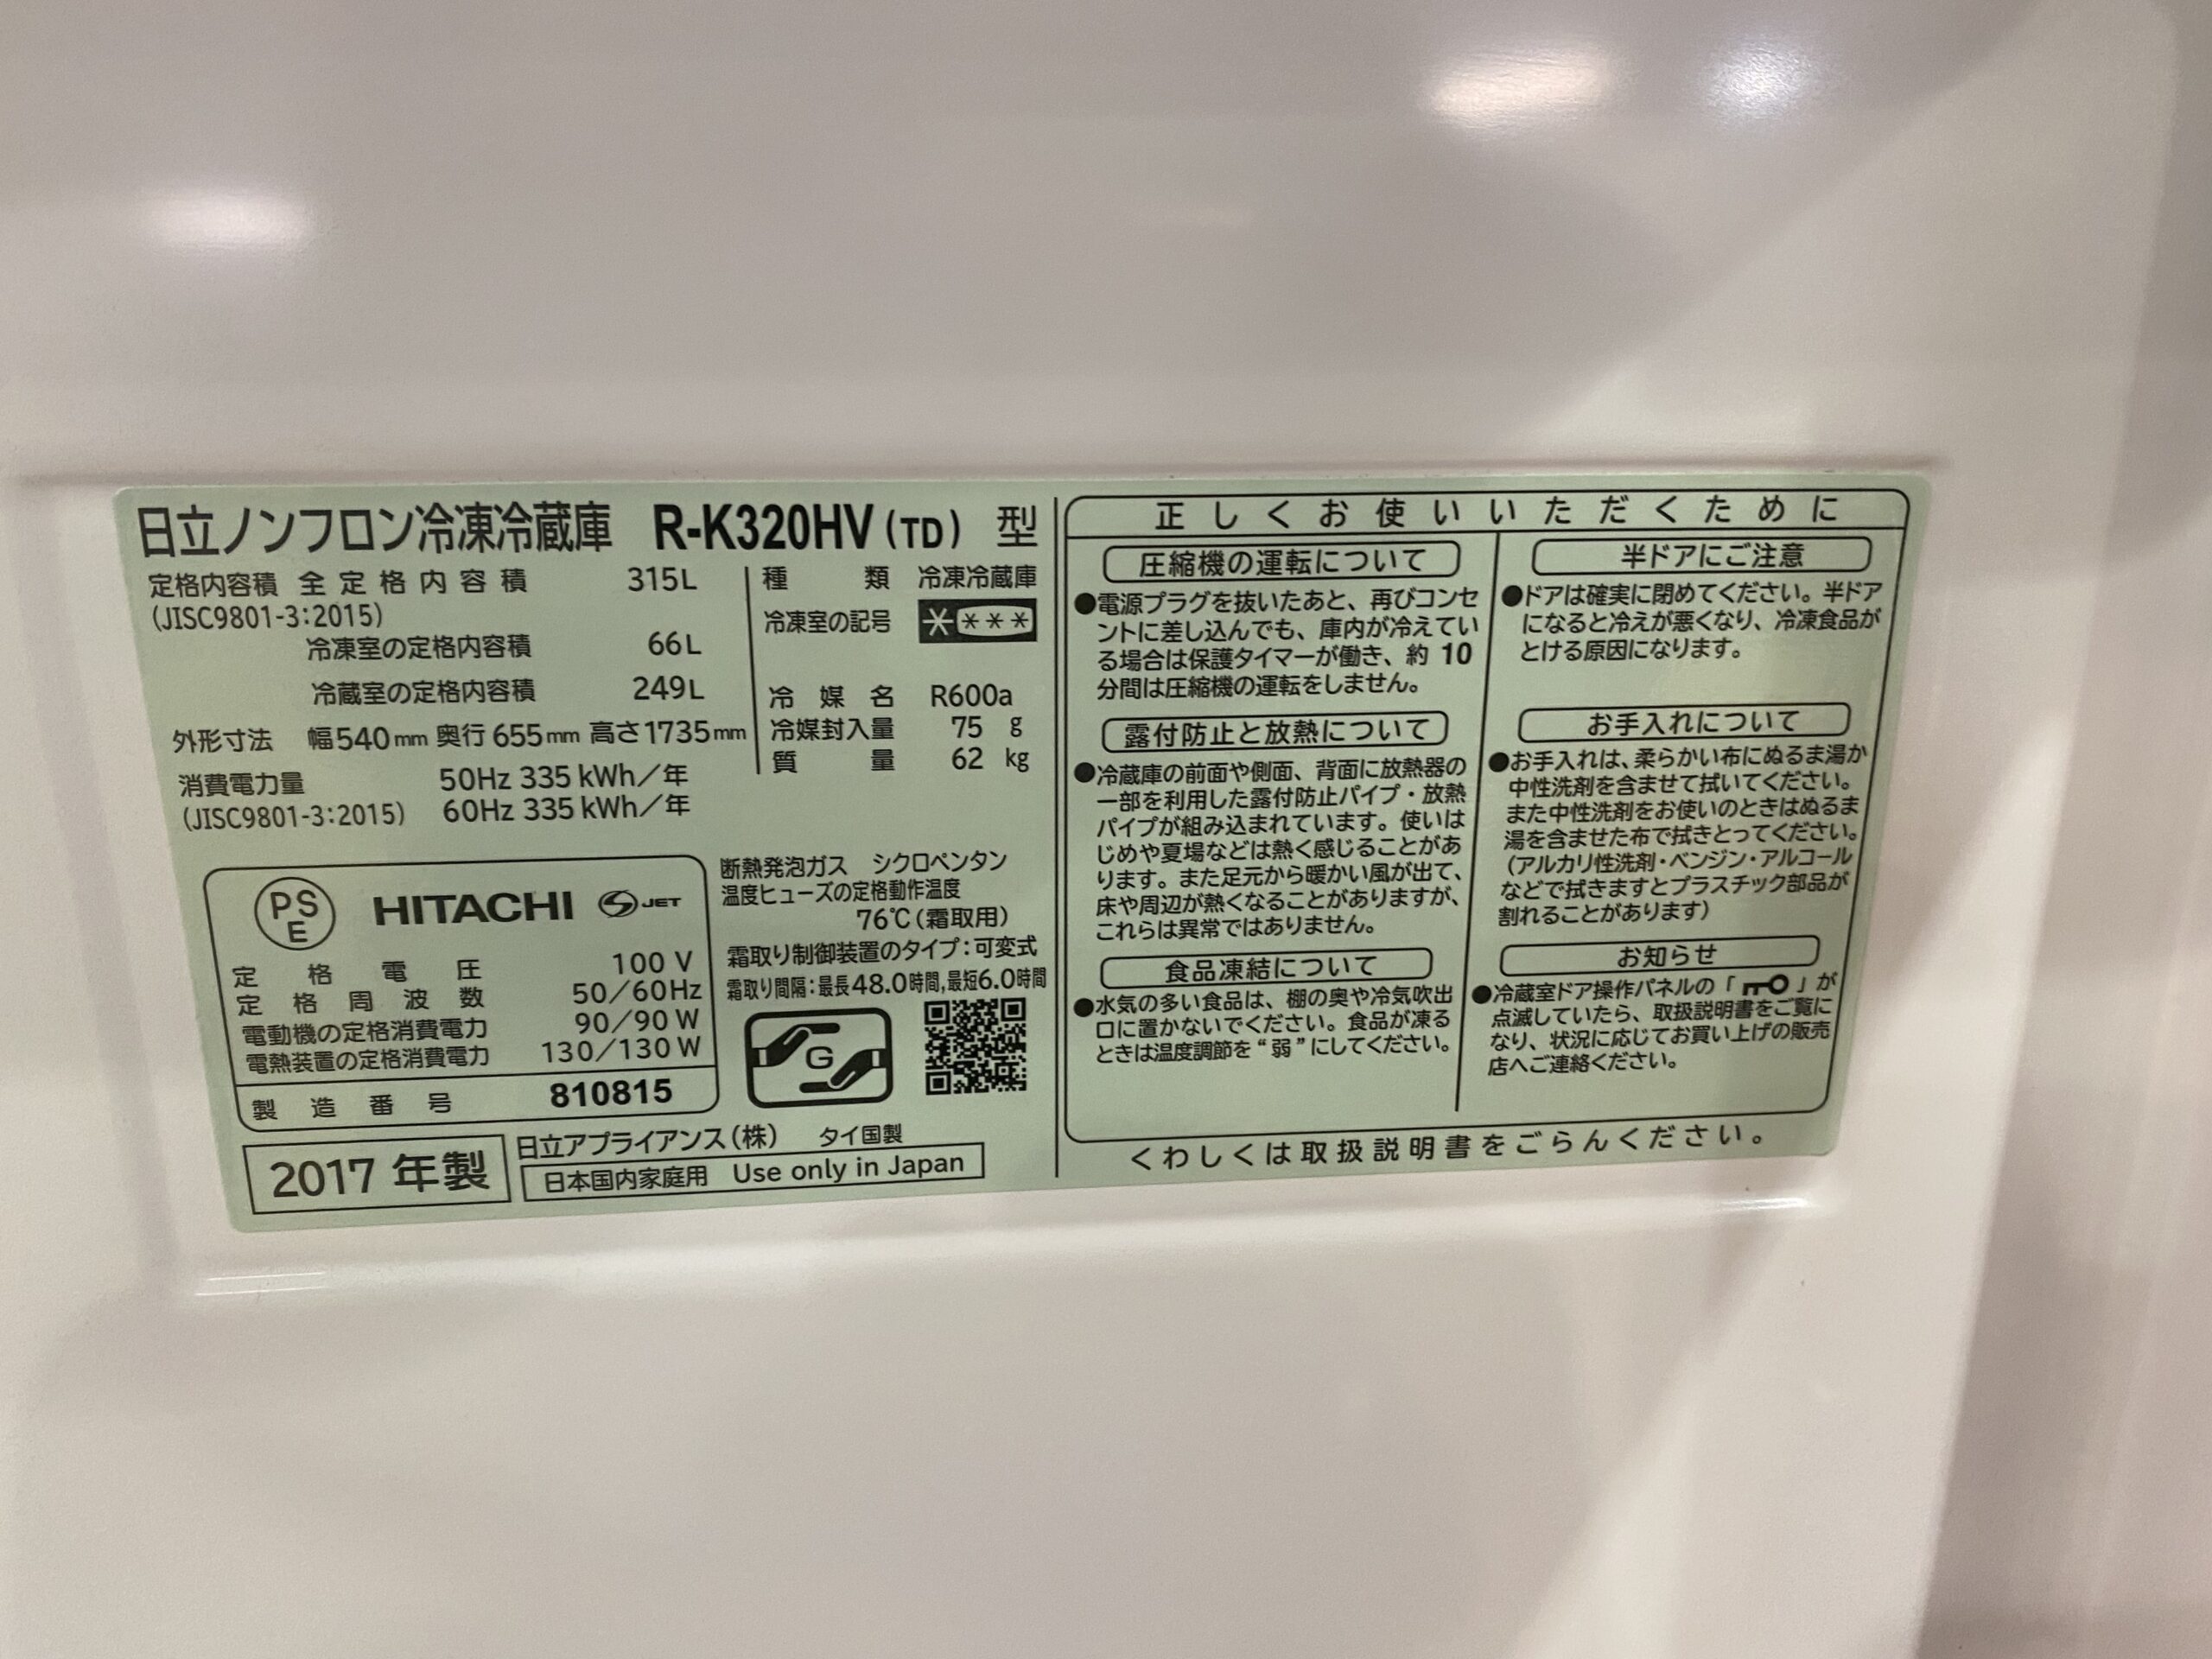 日立ノンフロン冷凍冷蔵庫 R-K320HV(TD) 型
定格内容積 全定格内容積 315L
(JISC9801-3:2015)
冷凍室の定格内容積 66L
冷蔵室の定格内容積 249L
外形寸法 幅540mm 奥行655mm 高さ1735mm
消費電力量 50Hz 335kWh/年
(JISC9801-3:2015) 60Hz 335kWh/年
種類 冷凍冷蔵庫
冷凍室の記号 ****
冷媒名 R600a
冷媒封入量 75 g
質量 62 kg
PS
E
HITACHI S JET
定格電圧 100V
定格周波数 50/60Hz
電動機の定格消費電力 90/90W
電熱装置の定格消費電力 130/130W
製造番号 810815
断熱発泡ガス シクロペンタン
温度ヒューズの定格動作温度
76℃(霜取用)
霜取り制御装置のタイプ:可変式
霜取り間隔:最長48.0時間,最短6.0時間
G
2017年製
日立アプライアンス(株) タイ国製
日本国内家庭用 Use only in Japan
正しくお使いいただくために
圧縮機の運転について
●電源プラグを抜いたあと、再びコンセ
ントに差し込んでも、庫内が冷えてい
る場合は保護タイマーが働き、約10
分間は圧縮機の運転をしません。
露付防止と放熱について
●冷蔵庫の前面や側面、背面に放熱器の
一部を利用した露付防止パイプ・放熱
パイプが組み込まれています。使いは
じめや夏場などは熱く感じることがあ
ります。また足元から暖かい風が出て、
床や周辺が熱くなることがありますが、
これらは異常ではありません。
食品凍結について
●水気の多い食品は、棚の奥や冷気吹出
口に置かないでください。食品が凍る
ときは温度調節を“弱”にしてください。
半ドアにご注意
●ドアは確実に閉めてください。半ドア
になると冷えが悪くなり、冷凍食品が
とける原因になります。
お手入れについて
●お手入れは、柔らかい布にぬるま湯か
中性洗剤を含ませて拭いてください。
また中性洗剤をお使いのときはぬるま
湯を含ませた布で拭きとってください。
(アルカリ性洗剤・ベンジン・アルコール
などで拭きますとプラスチック部品が
割れることがあります)
お知らせ
●冷蔵室ドア操作パネルの「」が
点滅していたら、取扱説明書をご覧に
なり、状況に応じてお買い上げの販売
店へご連絡ください。
くわしくは取扱説明書をごらんください。